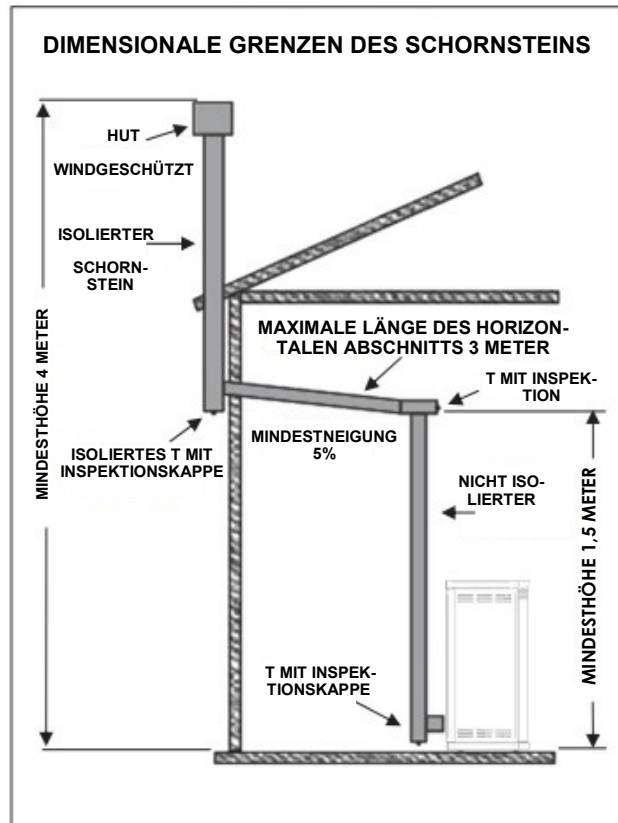 DIMENSIONALE GRENZEN DES SCHORNSTEINS
HUT
WINDGESCHÜTZT
ISOLIERTER
SCHORN-
STEIN
MINDESTHÖHE 4 METER
MAXIMALE LÄNGE DES HORIZON-
TALEN ABSCHNITTS 3 METER
T MIT INSPEK-
TION
ISOLIERTES T MIT
INSPEKTIONSKAPPE
MINDESTNEIGUNG
5%
NICHT ISO-
LIERTER
MINDESTHÖHE 1,5 METER
T MIT INSPEK-
TIONSKAPPE